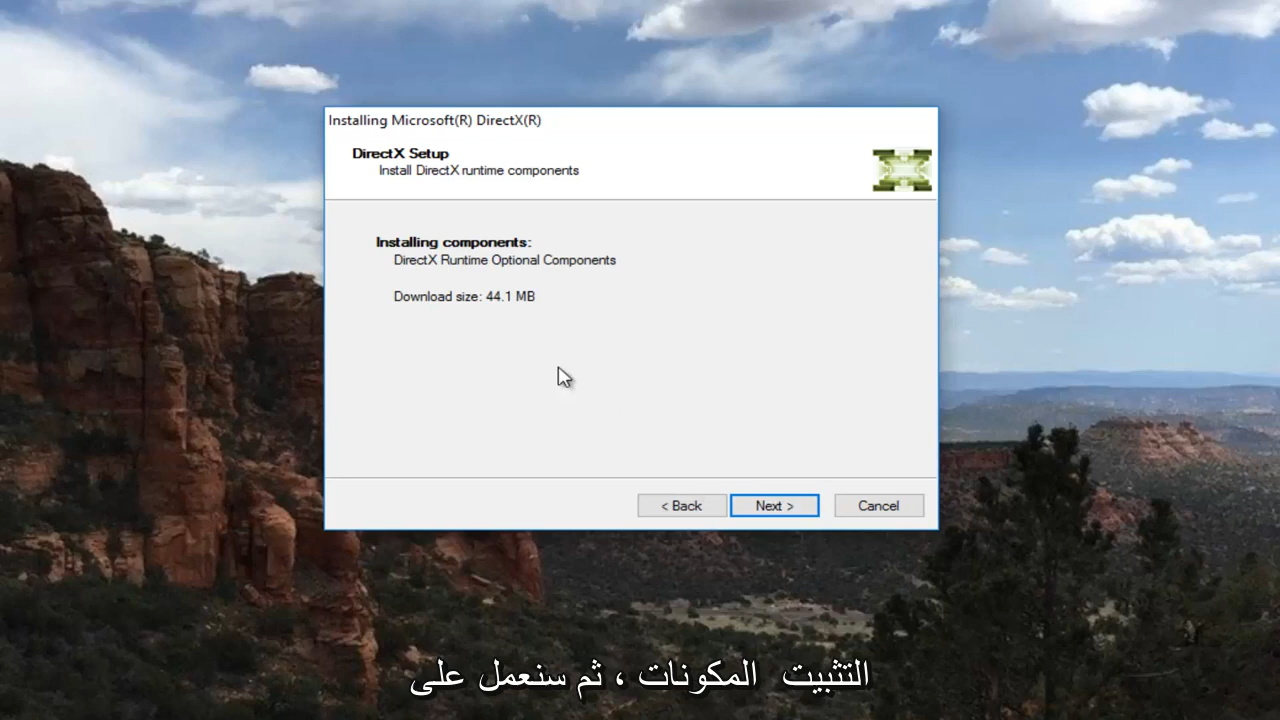 Installing Microsoft(R) DirectX(R)
DirectX Setup
Install DirectX runtime components
Installing components:
DirectX Runtime Optional Components
Download size: 44.1 MB
< Back
Next >
Cancel
التثبيت المكونات ، ثم سنعمل على